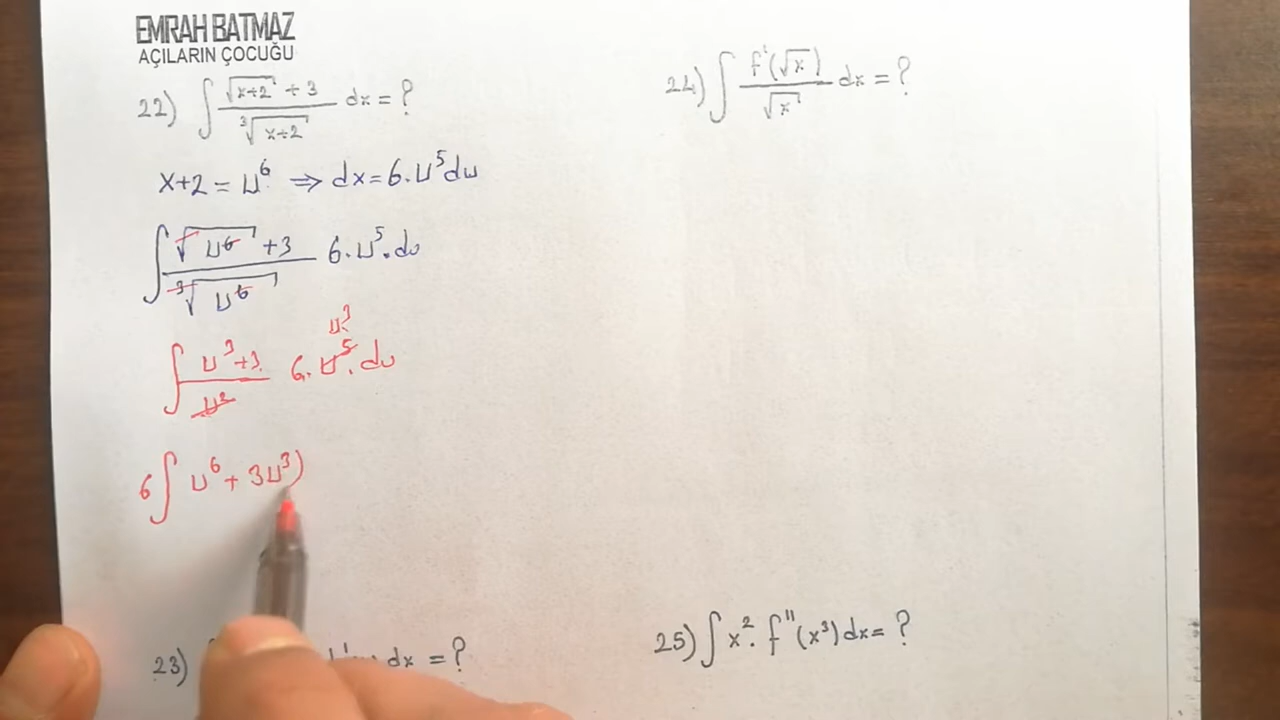 EMRAH BATMAZ
AÇILARIN ÇOCUĞU
22) ∫ (√(x+2) + 3) / ∛(x+2) dx = ?
x+2 = u⁶ ⇒ dx = 6.u⁵du
∫ (√(u⁶) + 3) / ∛(u⁶) 6.u⁵.du
u³
∫ (u³+3) / u² 6.u⁵.du
6∫ u⁶ + 3u³)
23) dx = ?
24) ∫ f'(√x) / √x dx = ?
25) ∫ x². f''(x³) dx = ?